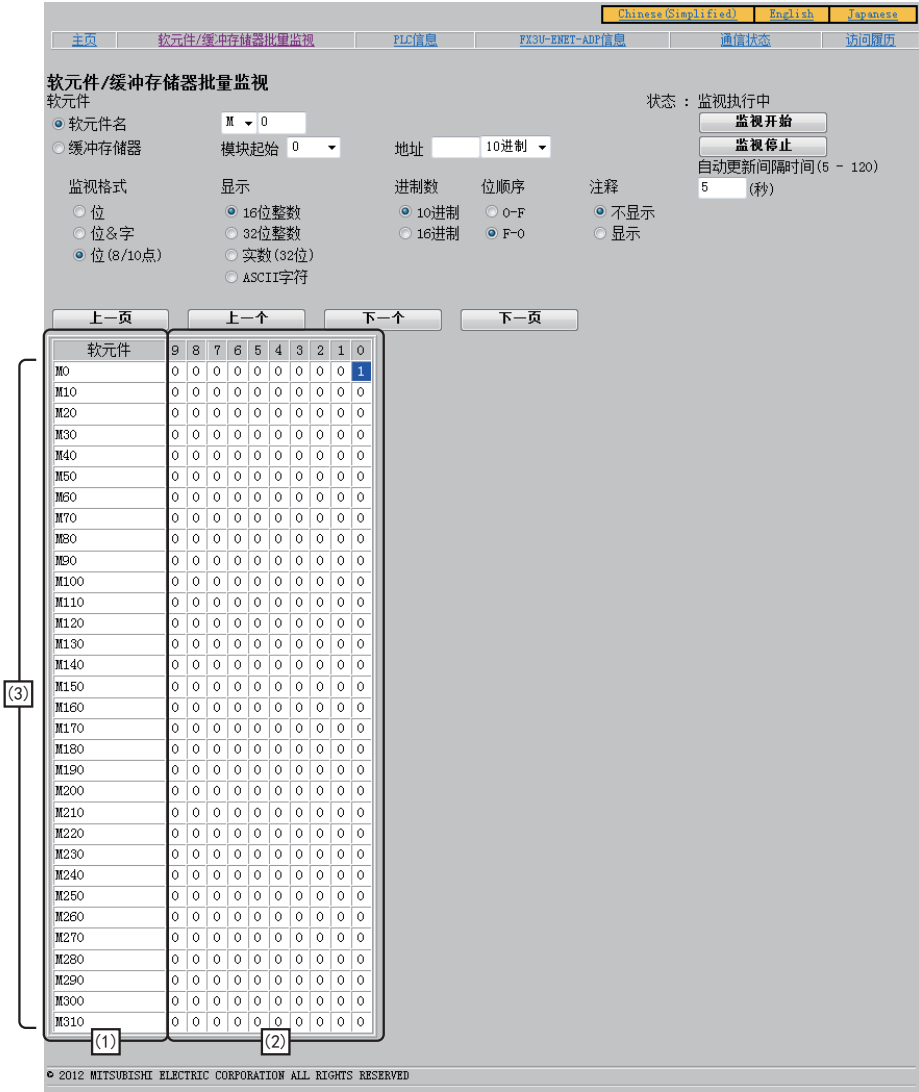 Chinese(Simplified) English Japanese
主页 软元件/缓冲存储器批量监视 PLC信息 FX3U-ENET-ADP信息 通信状态 访问履历
软元件/缓冲存储器批量监视
软元件 状态 : 监视执行中
软元件名 M 0 监视开始
缓冲存储器 模块起始 0 地址 10进制 监视停止
自动更新间隔时间(5 - 120)
监视格式 显示 进制数 位顺序 注释 5 (秒)
位 16位整数 10进制 0-F 不显示
位&字 32位整数 16进制 F-0 显示
位(8/10点) 实数(32位)
ASCII字符
上一页 上一个 下一个 下一页
软元件 9 8 7 6 5 4 3 2 1 0
M0 0 0 0 0 0 0 0 0 0 1
M10 0 0 0 0 0 0 0 0 0 0
M20 0 0 0 0 0 0 0 0 0 0
M30 0 0 0 0 0 0 0 0 0 0
M40 0 0 0 0 0 0 0 0 0 0
M50 0 0 0 0 0 0 0 0 0 0
M60 0 0 0 0 0 0 0 0 0 0
M70 0 0 0 0 0 0 0 0 0 0
M80 0 0 0 0 0 0 0 0 0 0
M90 0 0 0 0 0 0 0 0 0 0
M100 0 0 0 0 0 0 0 0 0 0
M110 0 0 0 0 0 0 0 0 0 0
M120 0 0 0 0 0 0 0 0 0 0
M130 0 0 0 0 0 0 0 0 0 0
M140 0 0 0 0 0 0 0 0 0 0
(3) M150 0 0 0 0 0 0 0 0 0 0
M160 0 0 0 0 0 0 0 0 0 0
M170 0 0 0 0 0 0 0 0 0 0
M180 0 0 0 0 0 0 0 0 0 0
M190 0 0 0 0 0 0 0 0 0 0
M200 0 0 0 0 0 0 0 0 0 0
M210 0 0 0 0 0 0 0 0 0 0
M220 0 0 0 0 0 0 0 0 0 0
M230 0 0 0 0 0 0 0 0 0 0
M240 0 0 0 0 0 0 0 0 0 0
M250 0 0 0 0 0 0 0 0 0 0
M260 0 0 0 0 0 0 0 0 0 0
M270 0 0 0 0 0 0 0 0 0 0
M280 0 0 0 0 0 0 0 0 0 0
M290 0 0 0 0 0 0 0 0 0 0
M300 0 0 0 0 0 0 0 0 0 0
M310 0 0 0 0 0 0 0 0 0 0
(1) (2)
© 2012 MITSUBISHI ELECTRIC CORPORATION ALL RIGHTS RESERVED